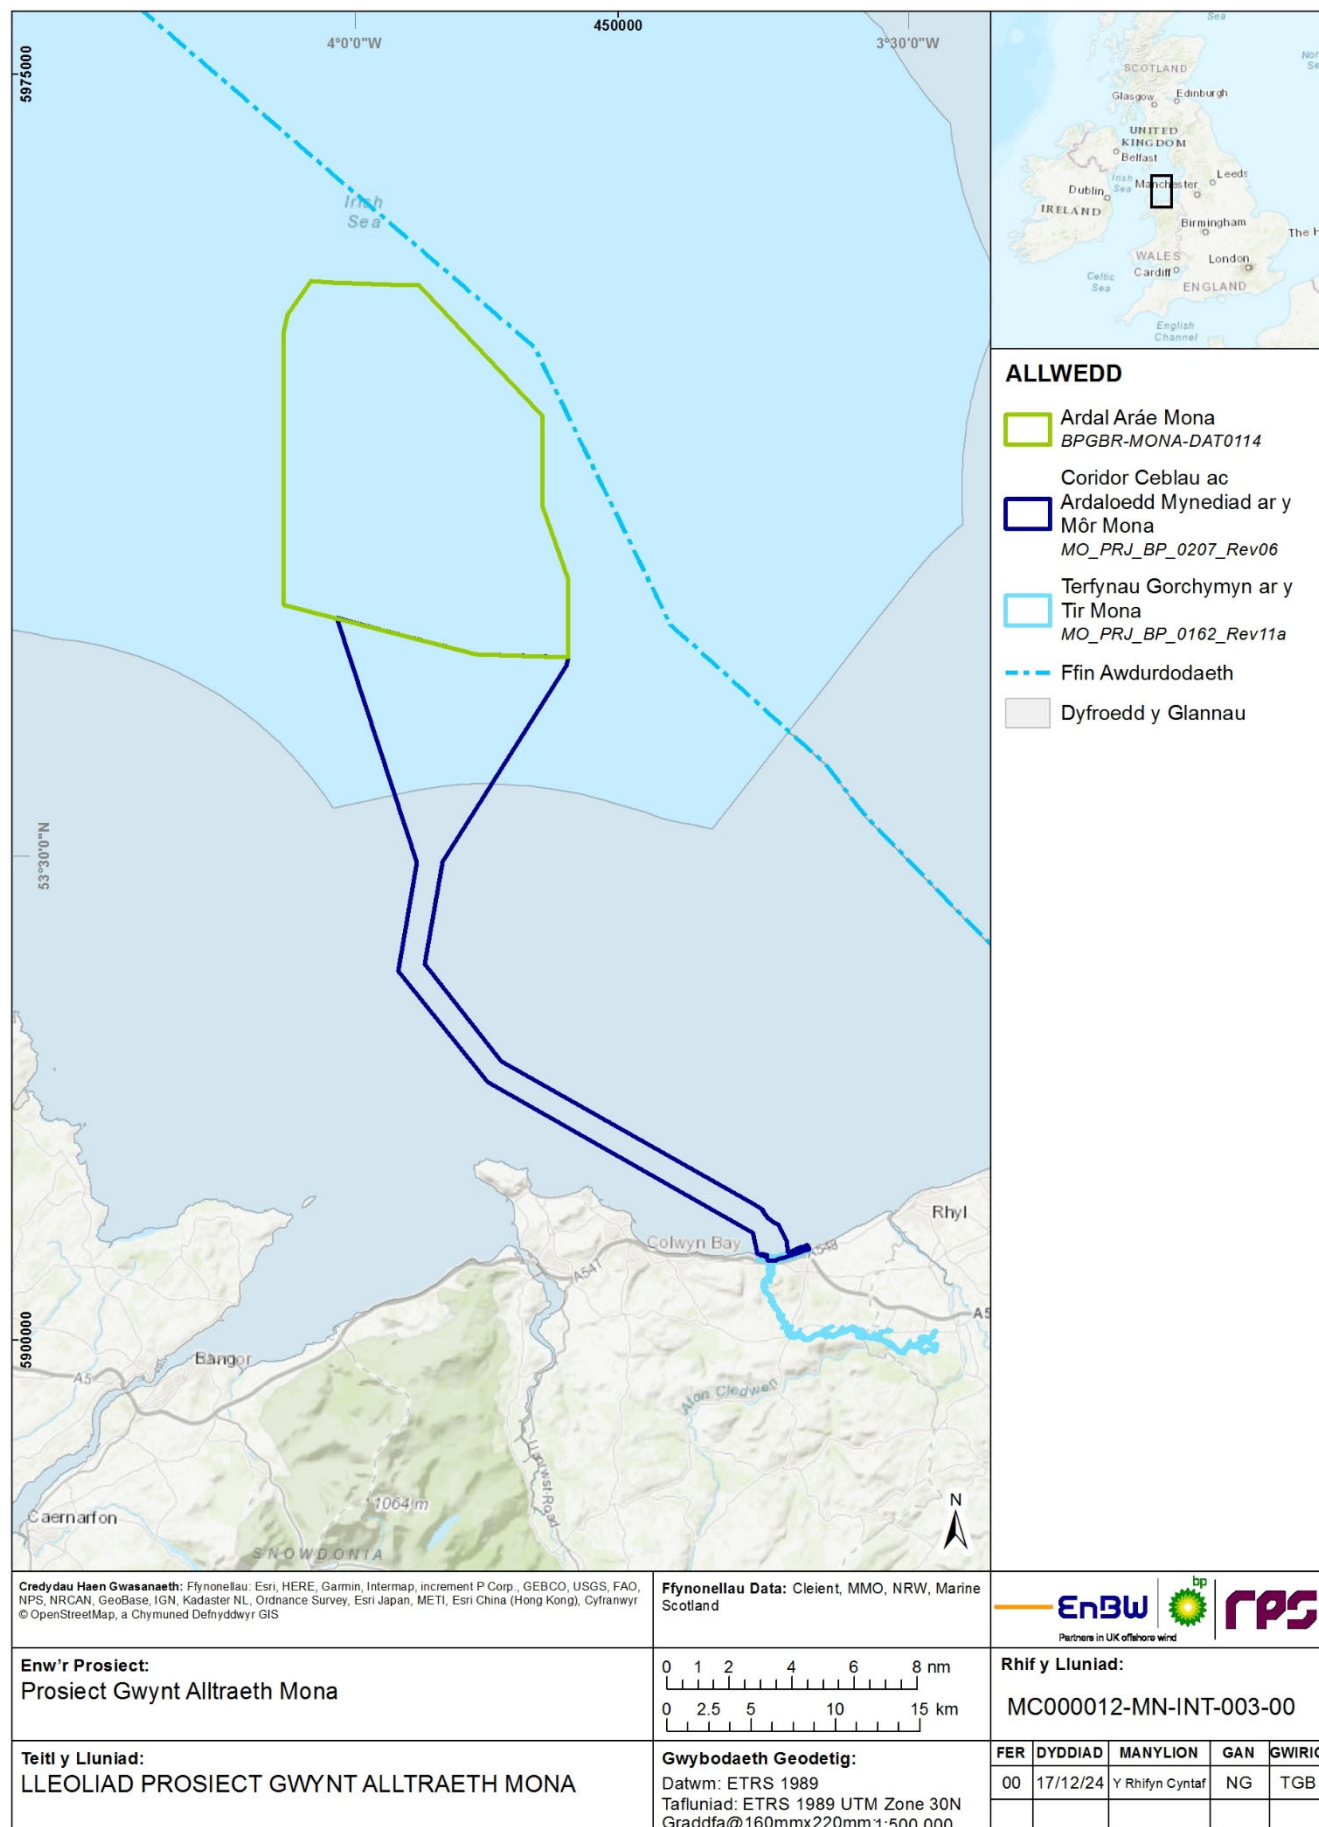 450000
4°0'0"W
3°30'0"W
5975000
Irish
Sea
53°30'0"N
Rhyl
Colwyn Bay
A548
A547
5900000
Bangor
A5
A5
Afon Cledwen
Llanrwst Road
1064 m
Caernarfon
SNOWDONIA
N
Sea
SCOTLAND
Glasgow
Edinburgh
UNITED
KINGDOM
Belfast
Irish
Sea
Manchester
Leeds
Dublin
IRELAND
Birmingham
The H
WALES
Cardiff
London
Celtic
Sea
ENGLAND
English
Channel
ALLWEDD
Ardal Aráe Mona
BPGBR-MONA-DAT0114
Coridor Ceblau ac
Ardaloedd Mynediad ar y
Môr Mona
MO_PRJ_BP_0207_Rev06
Terfynau Gorchymyn ar y
Tir Mona
MO_PRJ_BP_0162_Rev11a
Ffin Awdurdodaeth
Dyfroedd y Glannau
Credydau Haen Gwasanaeth: Ffynonellau: Esri, HERE, Garmin, Intermap, increment P Corp., GEBCO, USGS, FAO,
NPS, NRCAN, GeoBase, IGN, Kadaster NL, Ordnance Survey, Esri Japan, METI, Esri China (Hong Kong), Cyfranwyr
© OpenStreetMap, a Chymuned Defnyddwyr GIS
Ffynonellau Data: Cleient, MMO, NRW, Marine
Scotland
EnBW bp rps
Partners in UK offshore wind
Enw'r Prosiect:
Prosiect Gwynt Alltraeth Mona
0 1 2 4 6 8 nm
0 2.5 5 10 15 km
Rhif y Lluniad:
MC000012-MN-INT-003-00
Teitl y Lluniad:
LLEOLIAD PROSIECT GWYNT ALLTRAETH MONA
Gwybodaeth Geodetig:
Datwm: ETRS 1989
Tafluniad: ETRS 1989 UTM Zone 30N
Graddfa@160mmx220mm:1:500,000
FER DYDDIAD MANYLION GAN GWIRIO
00 17/12/24 Y Rhifyn Cyntaf NG TGB